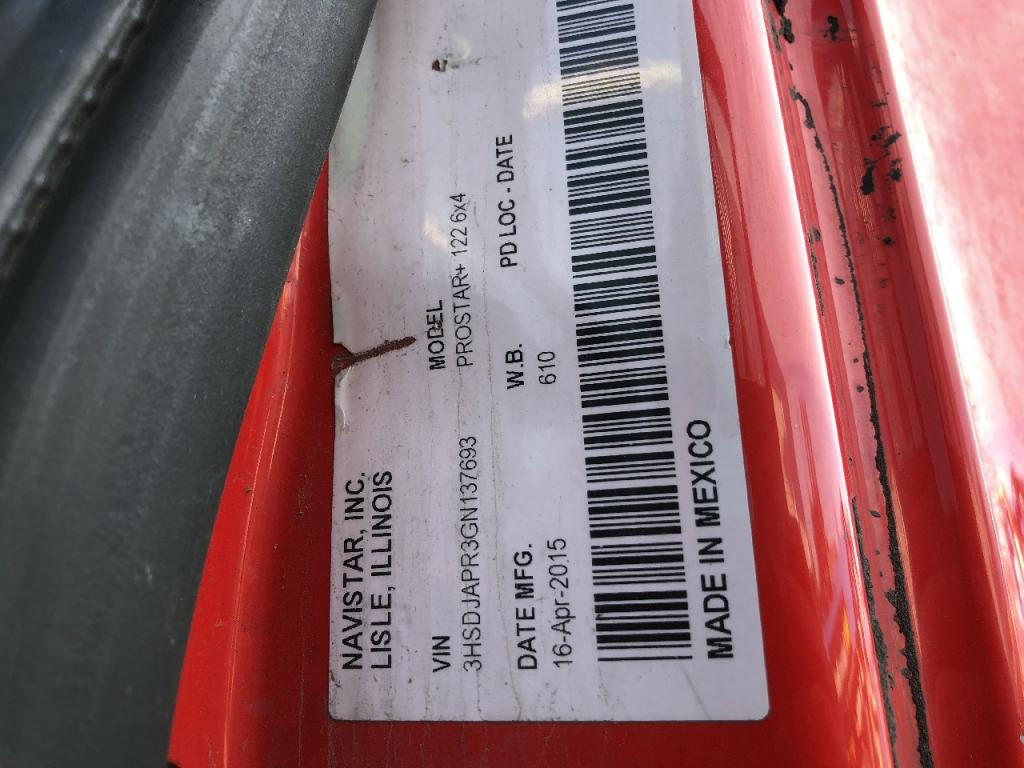 NAVISTAR, INC.
LISLE, ILLINOIS
VIN MODEL
3HSDJAPR3GN137693 PROSTAR+ 122 6x4
DATE MFG. W.B. PD LOC - DATE
16-Apr-2015 610
MADE IN MEXICO